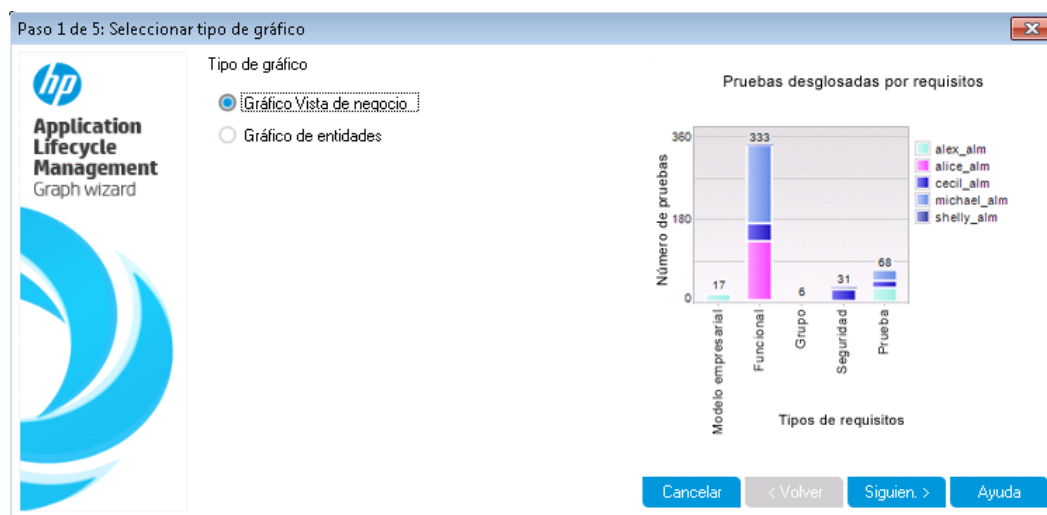 Paso 1 de 5: Seleccionar tipo de gráfico
hp
Application
Lifecycle
Management
Graph wizard
Tipo de gráfico
Gráfico Vista de negocio
Gráfico de entidades
Pruebas desglosadas por requisitos
Número de pruebas
360
180
0
17
333
6
31
68
Modelo empresarial
Funcional
Grupo
Seguridad
Prueba
Tipos de requisitos
alex_alm
alice_alm
cecil_alm
michael_alm
shelly_alm
Cancelar
< Volver
Siguien. >
Ayuda